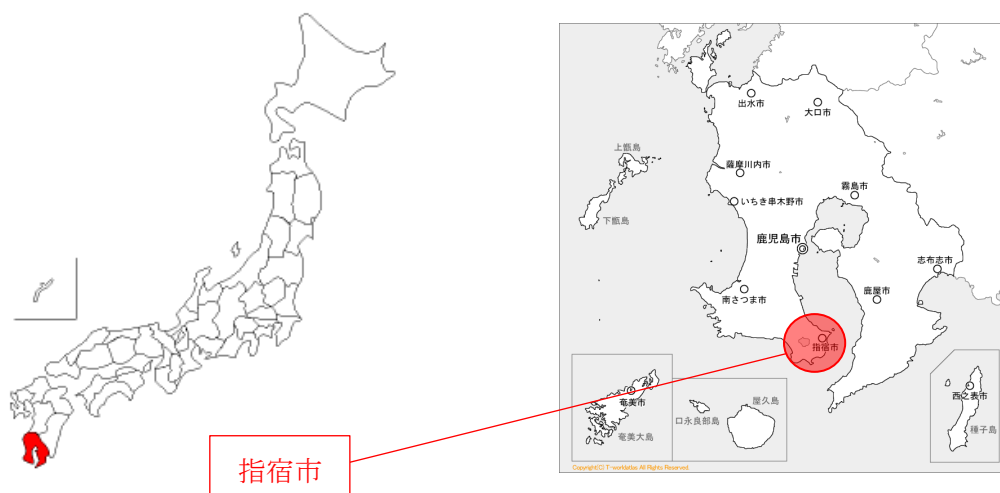 出水市
大口市
上甑島
薩摩川内市
霧島市
いちき串木野市
下甑島
鹿児島市
志布志市
南さつま市
鹿屋市
指宿市
奄美市
奄美大島
口永良部島
屋久島
西之表市
種子島
指宿市
Copyright(C) T-worldatlas All Rights Reserved.